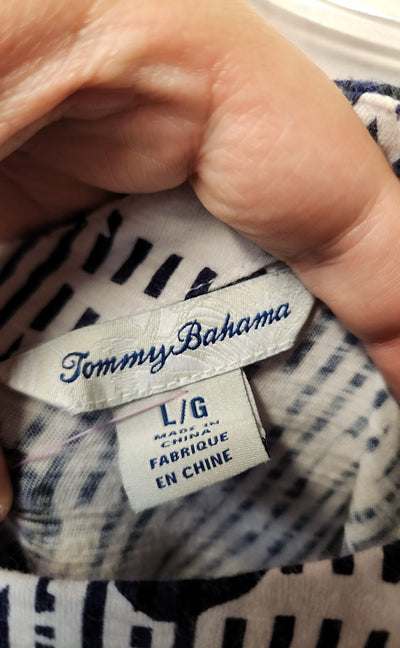 Tommy Bahama
L/G
MADE IN
CHINA
FABRIQUE
EN CHINE